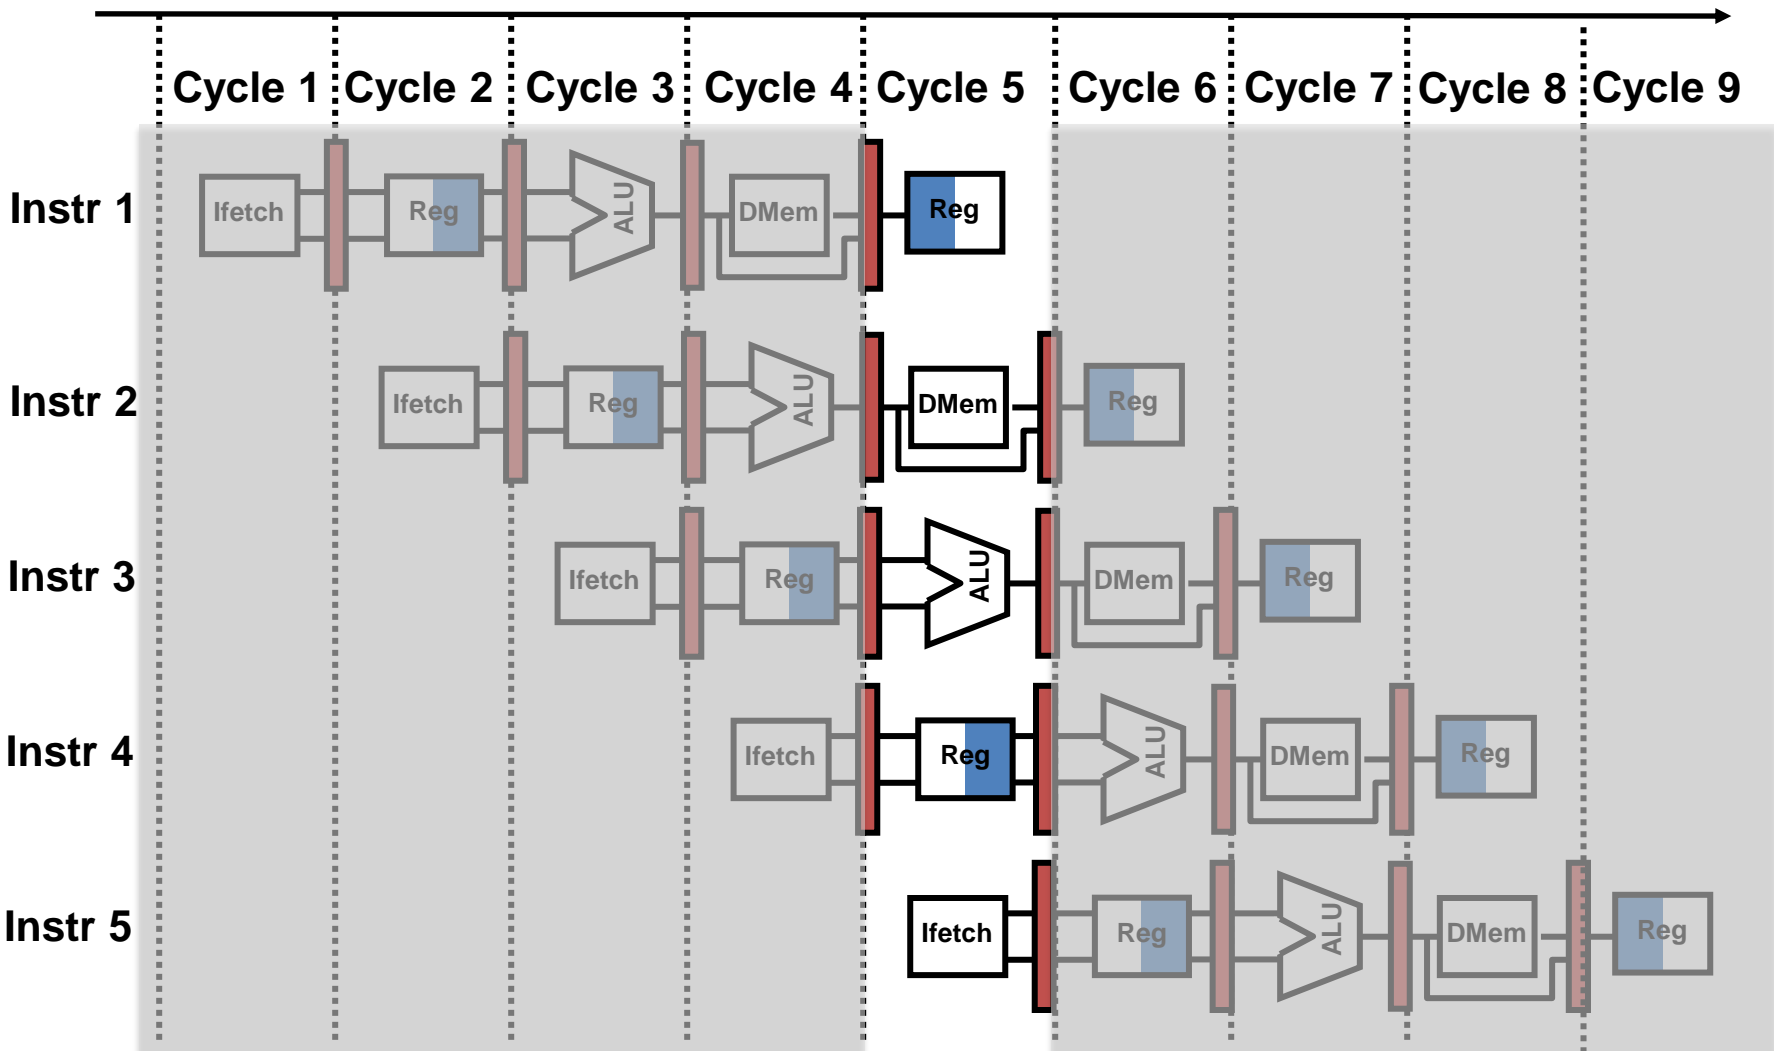 Cycle 1 Cycle 2 Cycle 3 Cycle 4 Cycle 5 Cycle 6 Cycle 7 Cycle 8 Cycle 9
Instr 1 Ifetch Reg ALU DMem Reg
Instr 2 Ifetch Reg ALU DMem Reg
Instr 3 Ifetch Reg ALU DMem Reg
Instr 4 Ifetch Reg ALU DMem Reg
Instr 5 Ifetch Reg ALU DMem Reg